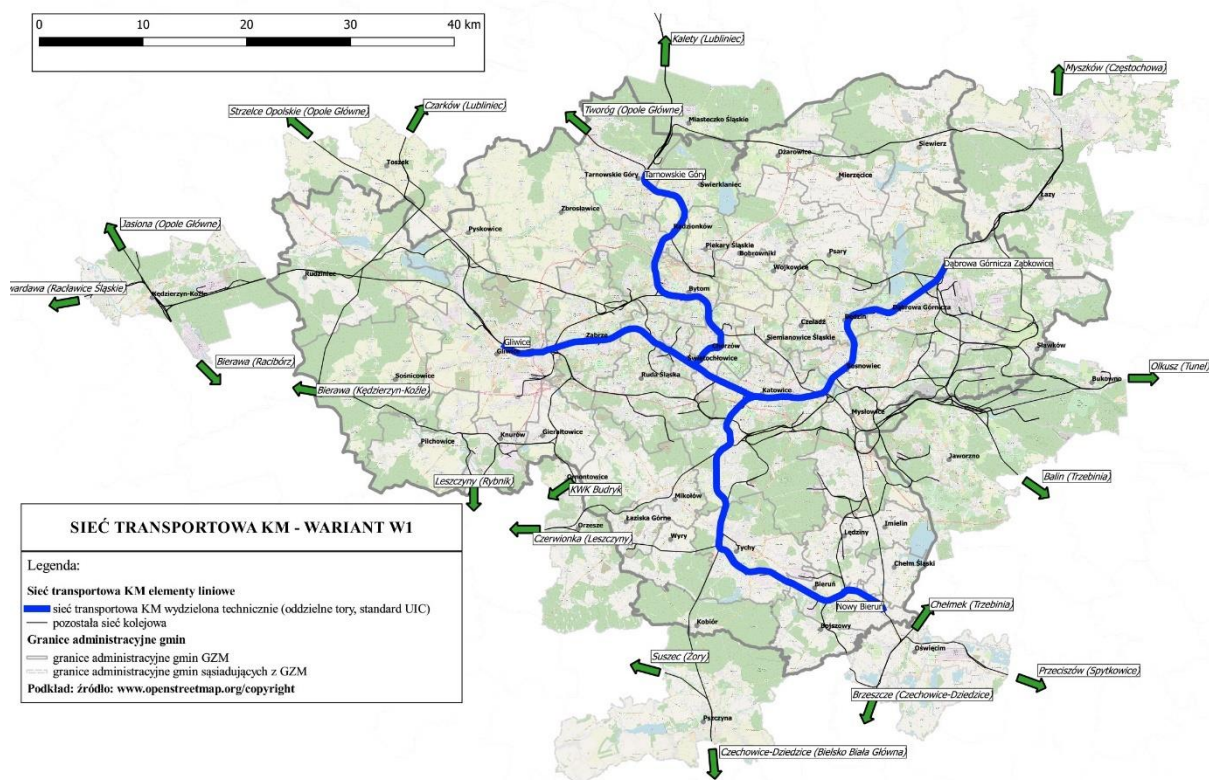 0 10 20 30 40 km
Kalety (Lubliniec)
Myszków (Częstochowa)
Strzelce Opolskie (Opole Główne)
Czarków (Lubliniec)
Tworóg (Opole Główne)
Miasteczko Śląskie
Ożarowice
Siewierz
Toszek
Tarnowskie Góry
Tarnowskie Góry
Świerklaniec
Mierzęcice
Łazy
Zbrosławice
Jasiona (Opole Główne)
Pyskowice
Radzionków
Piekary Śląskie
Bobrowniki
Psary
Wojkowice
Dąbrowa Górnicza Ząbkowice
Rudziniec
wardawa (Racławice Śląskie)
Kędzierzyn-Koźle
Bytom
Dąbrowa Górnicza
Będzin
Czeladź
Siemianowice Śląskie
Zabrze
Chorzów
Gliwice
Gliwice
Świętochłowice
Sławków
Bierawa (Racibórz)
Sośnicowice
Ruda Śląska
Sosnowiec
Olkusz (Tunel)
Bukowno
Bierawa (Kędzierzyn-Koźle)
Katowice
Mysłowice
Pilchowice
Knurów
Gierałtowice
Jaworzno
Leszczyny (Rybnik)
Ornontowice
KWK Budryk
Balin (Trzebinia)
Mikołów
Łaziska Górne
Orzesze
Imielin
Lędziny
Czerwionka (Leszczyny)
Wyry
Tychy
Chełm Śląski
Bieruń
Nowy Bieruń
Chełmek (Trzebinia)
Kobiór
Bojszowy
Oświęcim
Suszec (Żory)
Przeciszów (Spytkowice)
Brzeszcze (Czechowice-Dziedzice)
Pszczyna
Czechowice-Dziedzice (Bielsko Biała Główna)
SIEĆ TRANSPORTOWA KM - WARIANT W1
Legenda:
Sieć transportowa KM elementy liniowe
sieć transportowa KM wydzielona technicznie (oddzielne tory, standard UIC)
pozostała sieć kolejowa
Granice administracyjne gmin
granice administracyjne gmin GZM
granice administracyjne gmin sąsiadujących z GZM
Podkład: źródło: www.openstreetmap.org/copyright